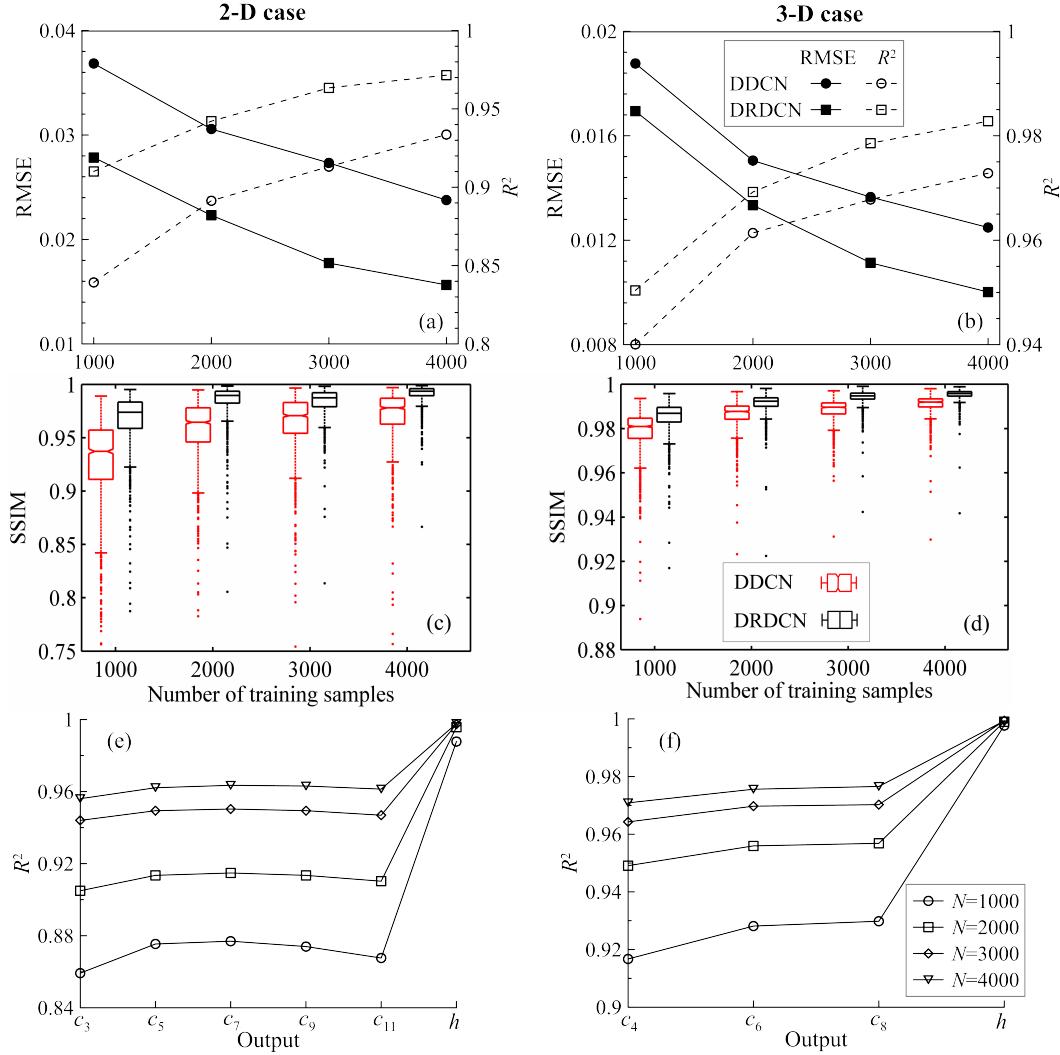 2-D case
0.04
0.03
0.02
0.01
RMSE
1
0.95
0.9
0.85
0.8
R²
(a)
1000 2000 3000 4000
3-D case
0.02
0.016
0.012
0.008
RMSE
1
0.98
0.96
0.94
R²
RMSE R²
DDCN
DRDCN
(b)
1000 2000 3000 4000
1
0.95
0.9
0.85
0.8
0.75
SSIM
(c)
1000 2000 3000 4000
Number of training samples
1
0.98
0.96
0.94
0.92
0.9
0.88
SSIM
DDCN
DRDCN
(d)
1000 2000 3000 4000
Number of training samples
(e)
1
0.96
0.92
0.88
0.84
R²
c₃ c₅ c₇ c₉ c₁₁ h
Output
(f)
1
0.98
0.96
0.94
0.92
0.9
R²
N=1000
N=2000
N=3000
N=4000
c₄ c₆ c₈ h
Output